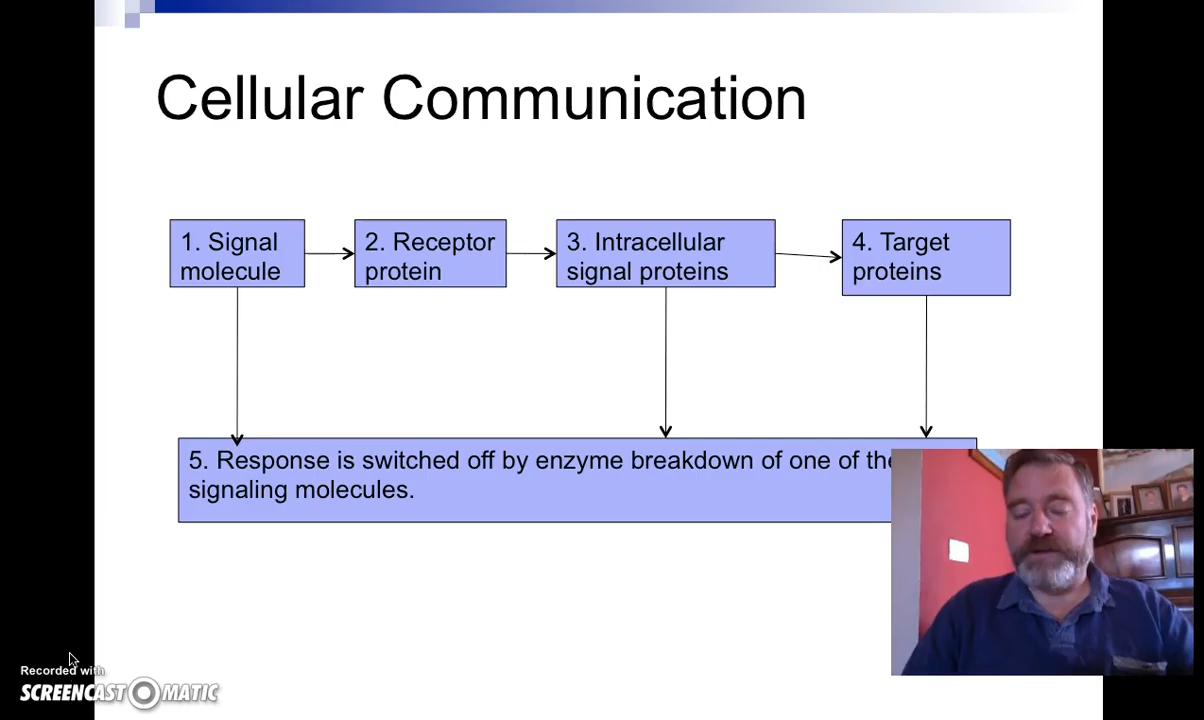 Cellular Communication
1. Signal
molecule
2. Receptor
protein
3. Intracellular
signal proteins
4. Target
proteins
5. Response is switched off by enzyme breakdown of one of the
signaling molecules.
Recorded with
SCREENCAST O MATIC